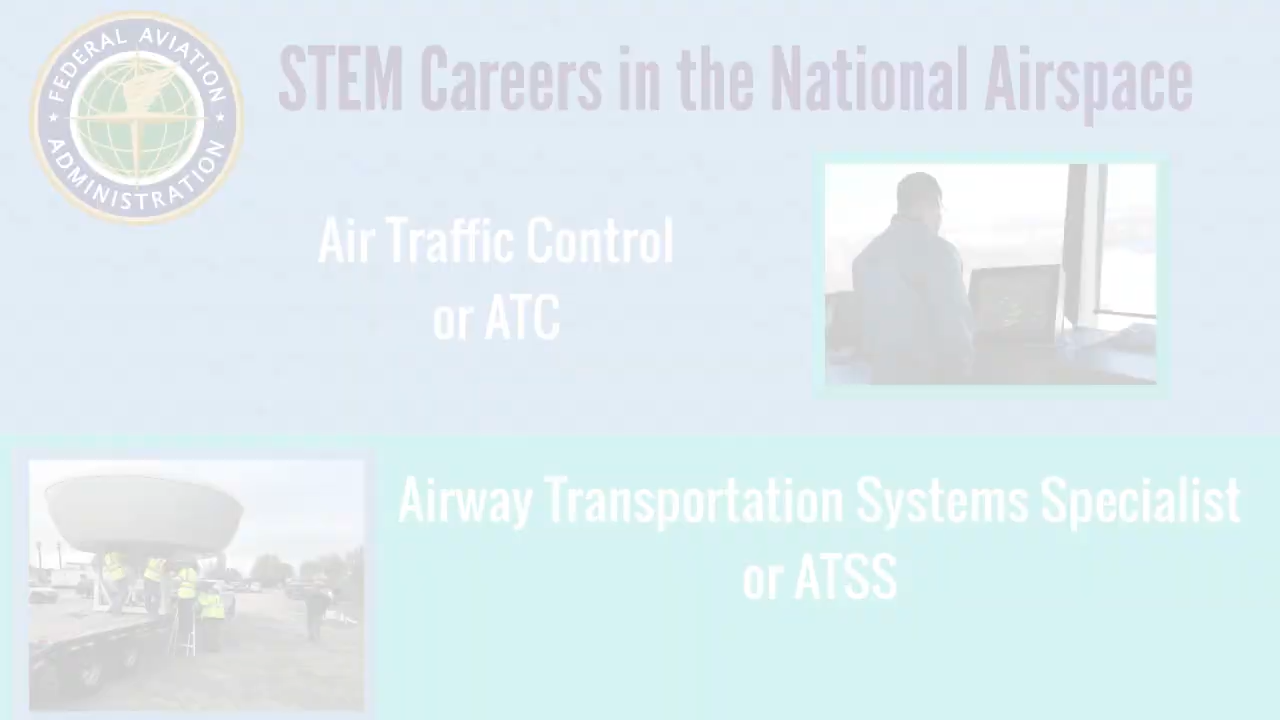 FEDERAL AVIATION
ADMINISTRATION
STEM Careers in the National Airspace
Air Traffic Control
or ATC
Airway Transportation Systems Specialist
or ATSS